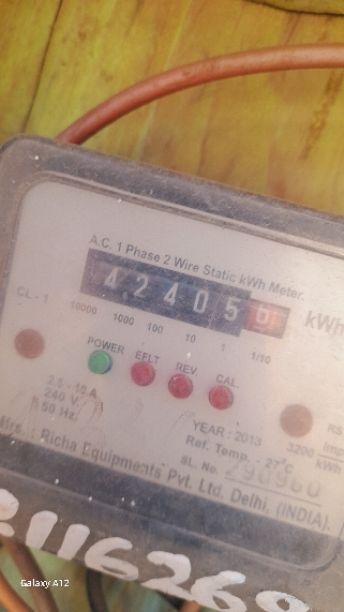 A.C. 1 Phase 2 Wire Static kWh Meter.
4 2 4 0 5
kWh
CL - 1
10000 1000 100 10 1 1/10
POWER EFLT REV CAL
2.5 - 10 A
240 V
50 Hz
YEAR : 2013
Ref. Temp. - 27°C
3200 imp
kWh
SL. No.
Mfrs. : Richa Equipments Pvt. Ltd. Delhi, (INDIA).
Galaxy A12